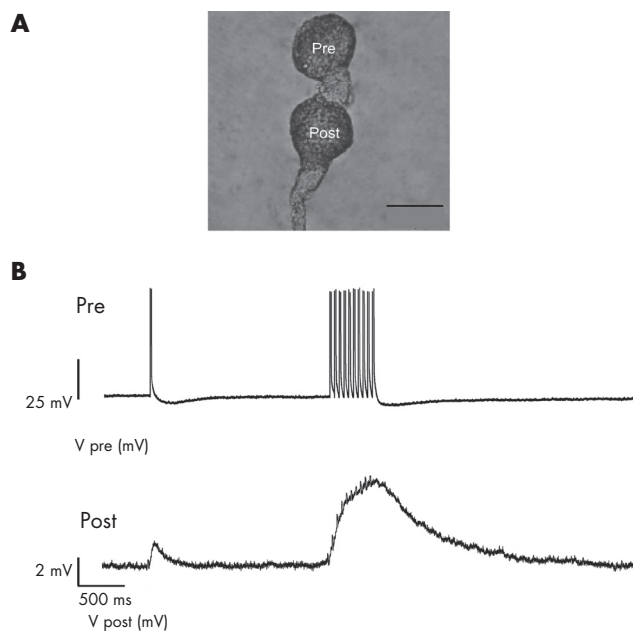 A
Pre
Post
B
Pre
25 mV
V pre (mV)
Post
2 mV
500 ms
V post (mV)